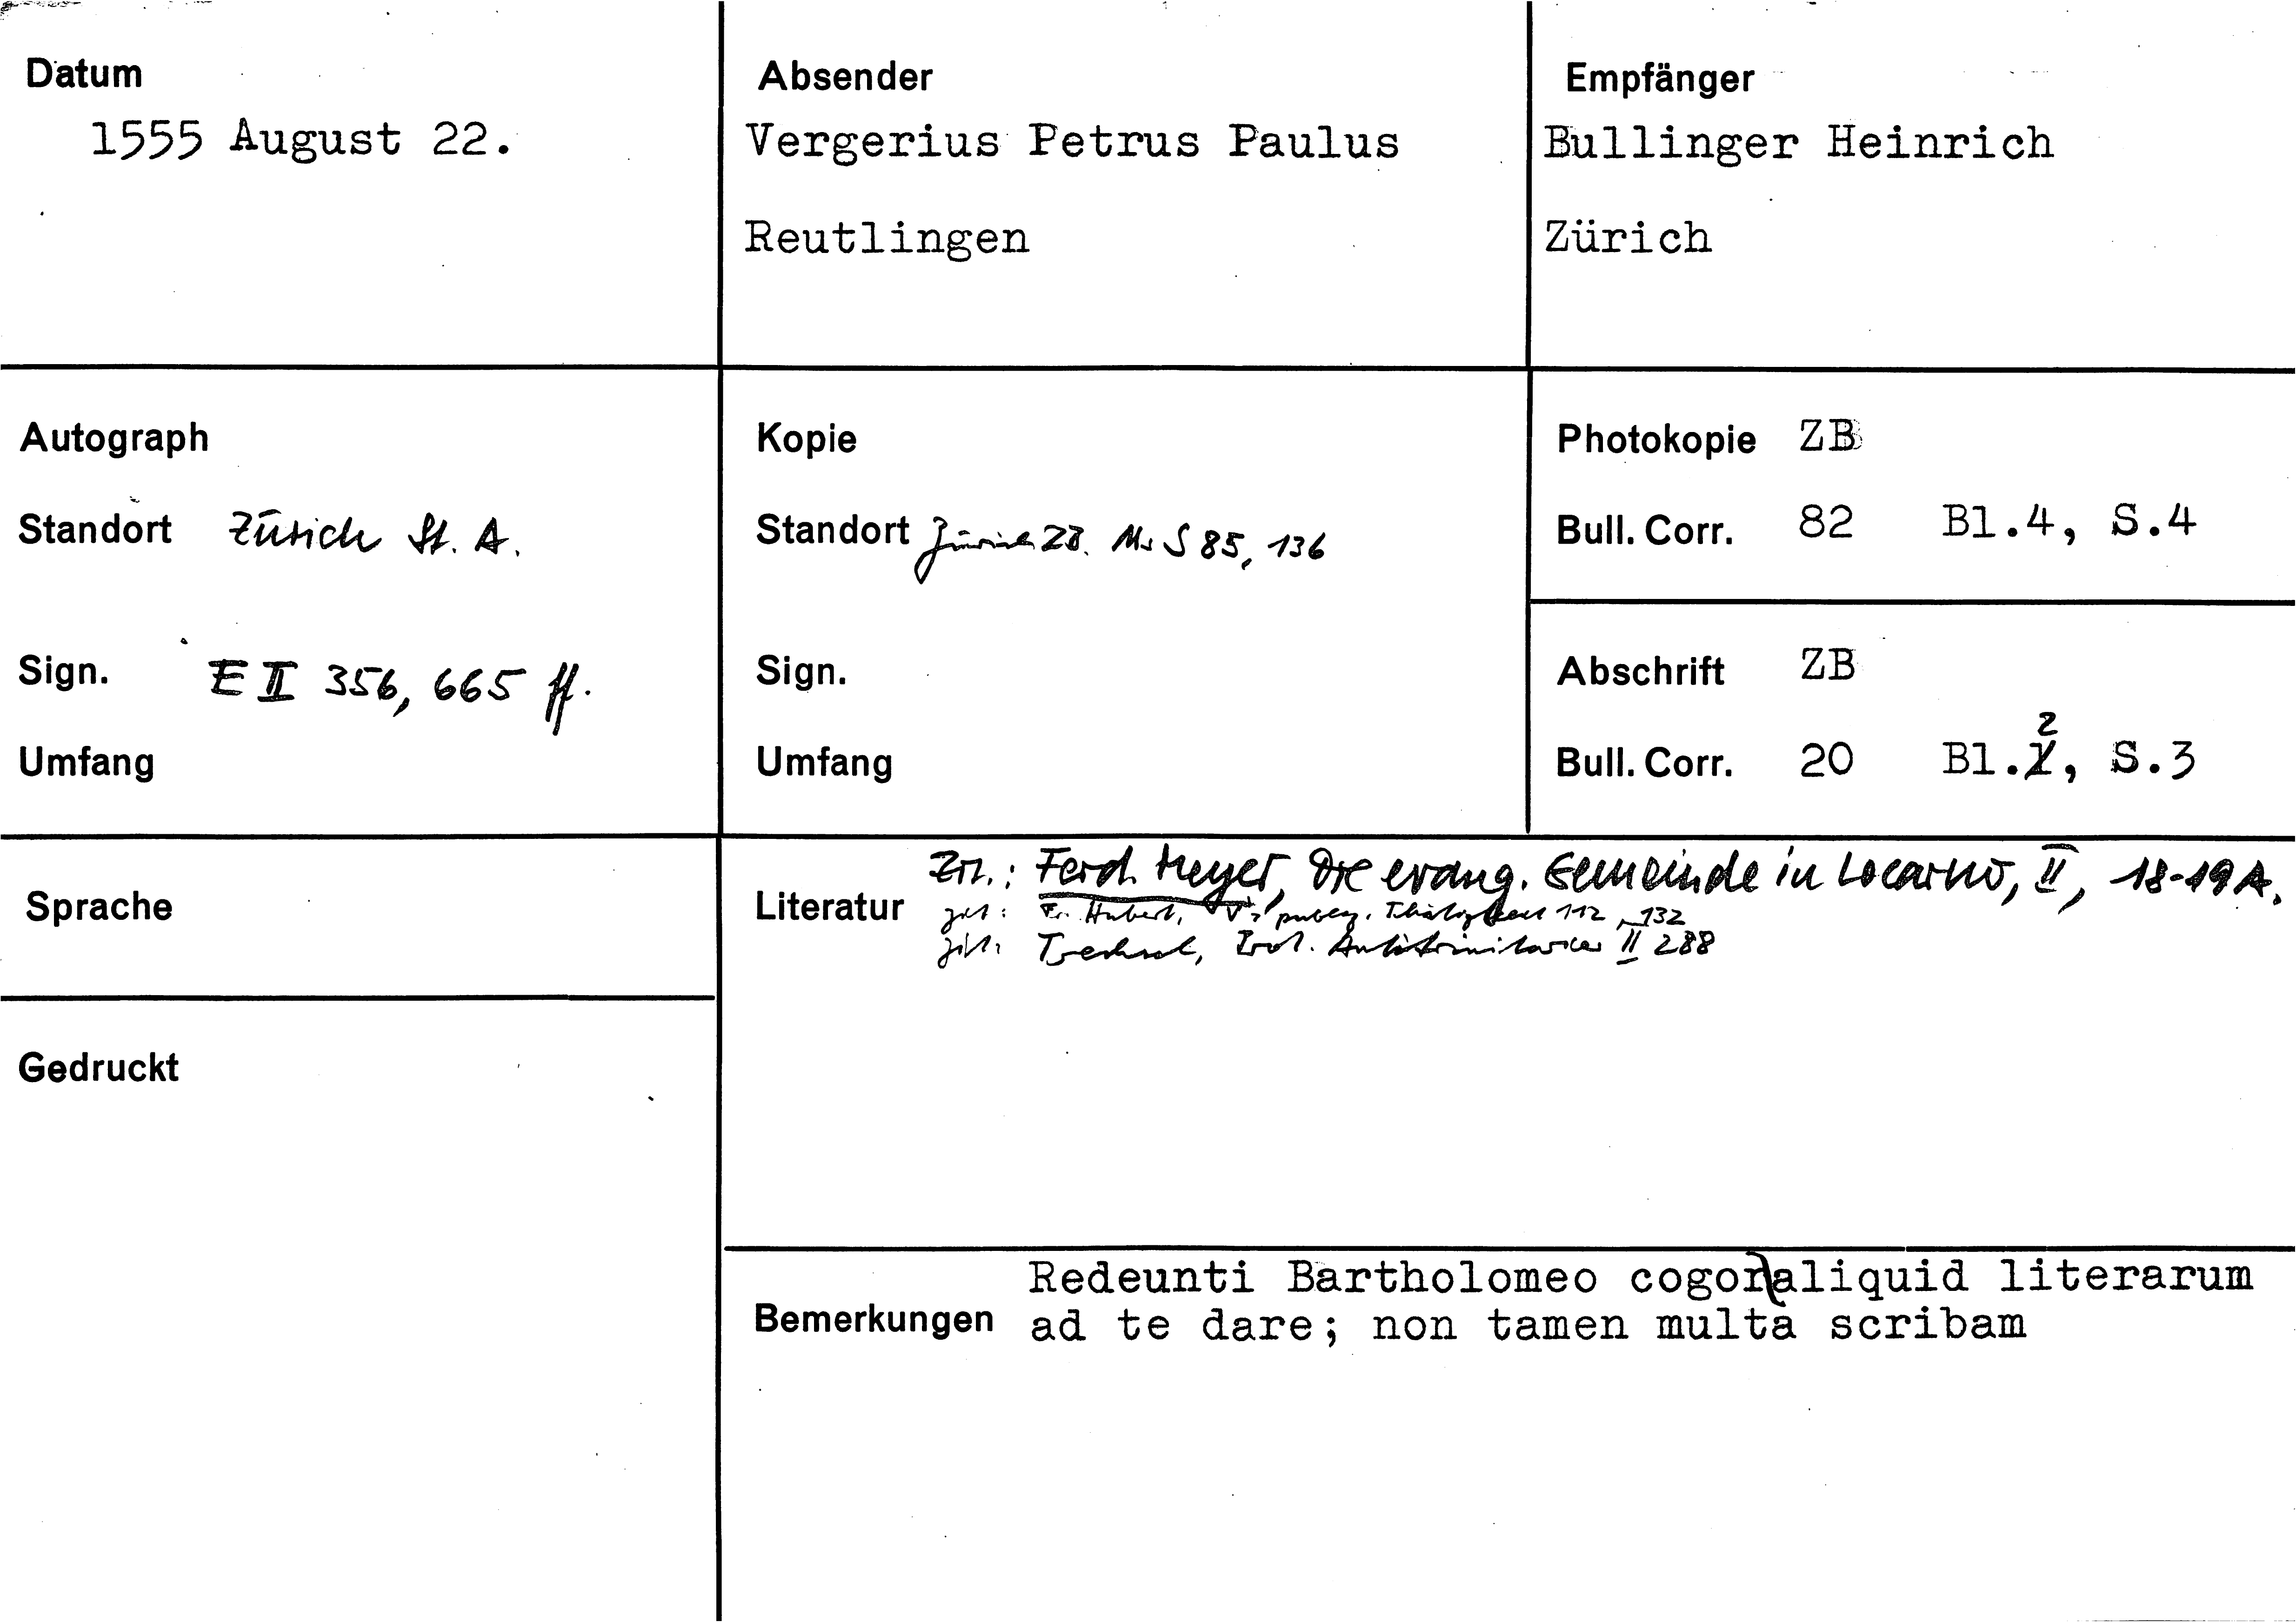 Datum
1555 August 22.
Absender
Vergerius Petrus Paulus
Reutlingen
Empfänger
Bullinger Heinrich
Zürich
Autograph
Standort Zürich St. A.
Sign. E II 356, 665 ff.
Umfang
Kopie
Standort Zürich ZB. Ms S 85, 136
Sign.
Umfang
Photokopie ZB
Bull. Corr. 82 Bl.4, S.4
Abschrift ZB
Bull. Corr. 20 Bl.2, S.3
Sprache
Gedruckt
Literatur
Zit.: Ferd. Meyer, Die evang. Gemeinde in Locarno, II, 18-19 A.
zit: Fr. Hubert, V's publiz. Thätigkeit 112, 132
zit: Trechsel, Prot. Antitrinitarier II 288
Bemerkungen
Redeunti Bartholomeo cogor aliquid literarum
ad te dare; non tamen multa scribam